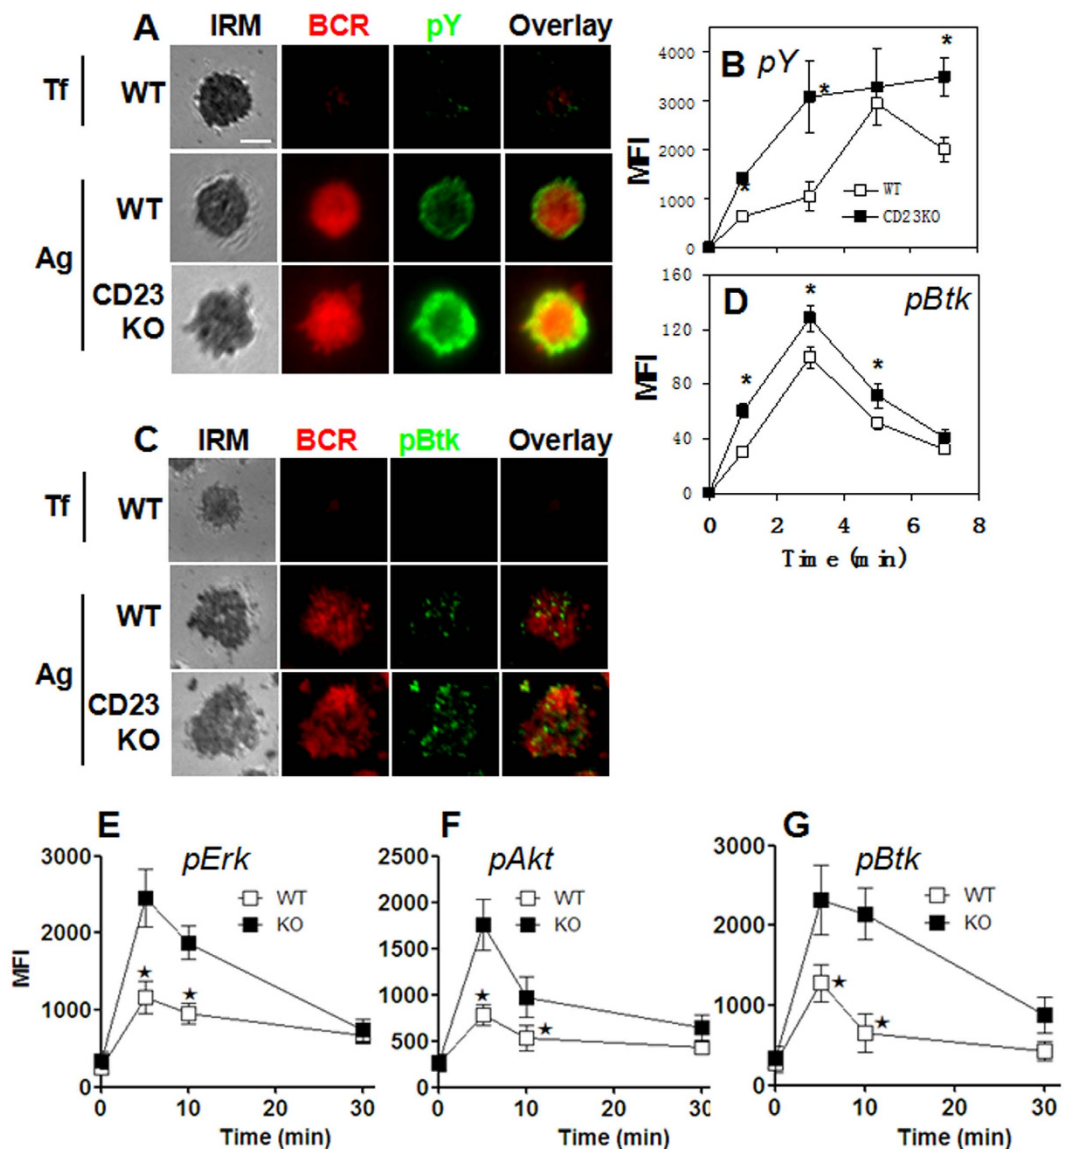 A IRM BCR pY Overlay
Tf WT
Ag WT
CD23 KO
B pY
MFI
4000
3000
2000
1000
0
*
*
*
WT
CD23KO
D pBtk
MFI
160
120
80
40
0
*
*
*
0 2 4 6 8
Time (min)
C IRM BCR pBtk Overlay
Tf WT
Ag WT
CD23 KO
E pErk
MFI
3000
2000
1000
0
WT
KO
★
★
0 10 20 30
Time (min)
F pAkt
2500
2000
1500
1000
500
0
WT
KO
★
★
0 10 20 30
Time (min)
G pBtk
3000
2000
1000
0
WT
KO
★
★
0 10 20 30
Time (min)